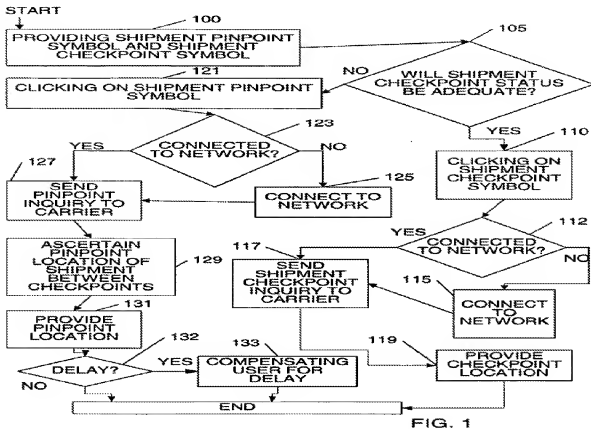 START
100
PROVIDING SHIPMENT PINPOINT
SYMBOL AND SHIPMENT
CHECKPOINT SYMBOL
105
WILL SHIPMENT
CHECKPOINT STATUS
BE ADEQUATE?
NO
YES
121
CLICKING ON SHIPMENT PINPOINT
SYMBOL
123
CONNECTED
TO NETWORK?
YES
NO
110
CLICKING ON
SHIPMENT
CHECKPOINT
SYMBOL
127
SEND
PINPOINT
INQUIRY TO
CARRIER
125
CONNECT TO
NETWORK
112
CONNECTED
TO NETWORK?
YES
NO
129
ASCERTAIN
PINPOINT
LOCATION OF
SHIPMENT
BETWEEN
CHECKPOINTS
117
SEND
SHIPMENT
CHECKPOINT
INQUIRY TO
CARRIER
115
CONNECT
TO
NETWORK
131
PROVIDE
PINPOINT
LOCATION
132
DELAY?
YES
NO
133
COMPENSATING
USER FOR
DELAY
119
PROVIDE
CHECKPOINT
LOCATION
END
FIG. 1